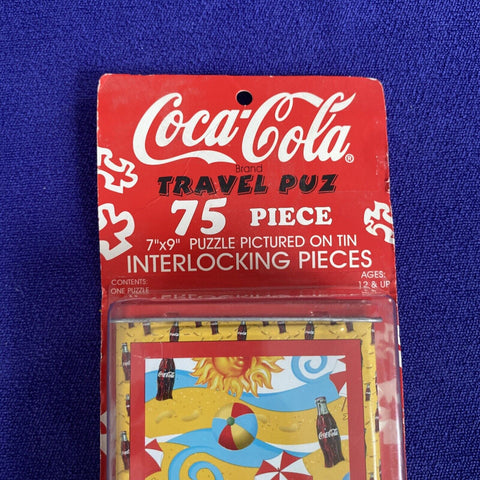 Coca-Cola®
Brand
TRAVEL PUZ
75 PIECE
7"x9" PUZZLE PICTURED ON TIN
INTERLOCKING PIECES
CONTENTS:
ONE PUZZLE
AGES:
12 & UP
Coca-Cola
Coca-Cola